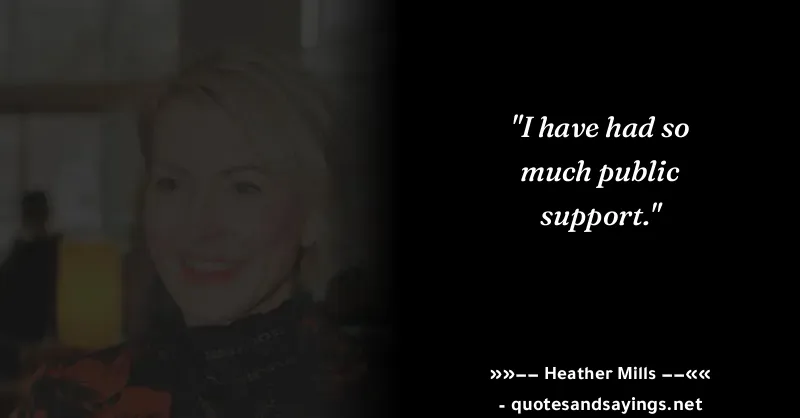 "I have had so
much public
support."
»»–– Heather Mills ––««
- quotesandsayings.net